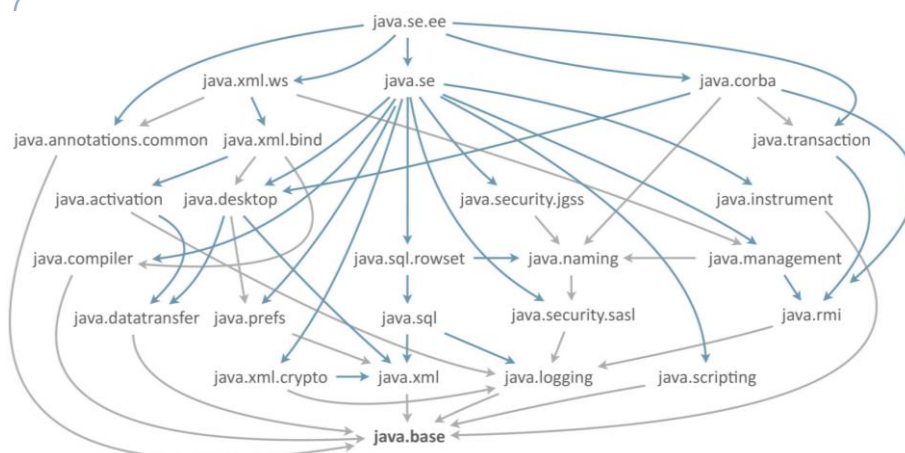 java.se.ee
java.xml.ws java.se java.corba
java.annotations.common java.xml.bind java.transaction
java.activation java.desktop java.security.jgss java.instrument
java.compiler java.sql.rowset java.naming java.management
java.datatransfer java.prefs java.sql java.security.sasl java.rmi
java.xml.crypto java.xml java.logging java.scripting
java.base